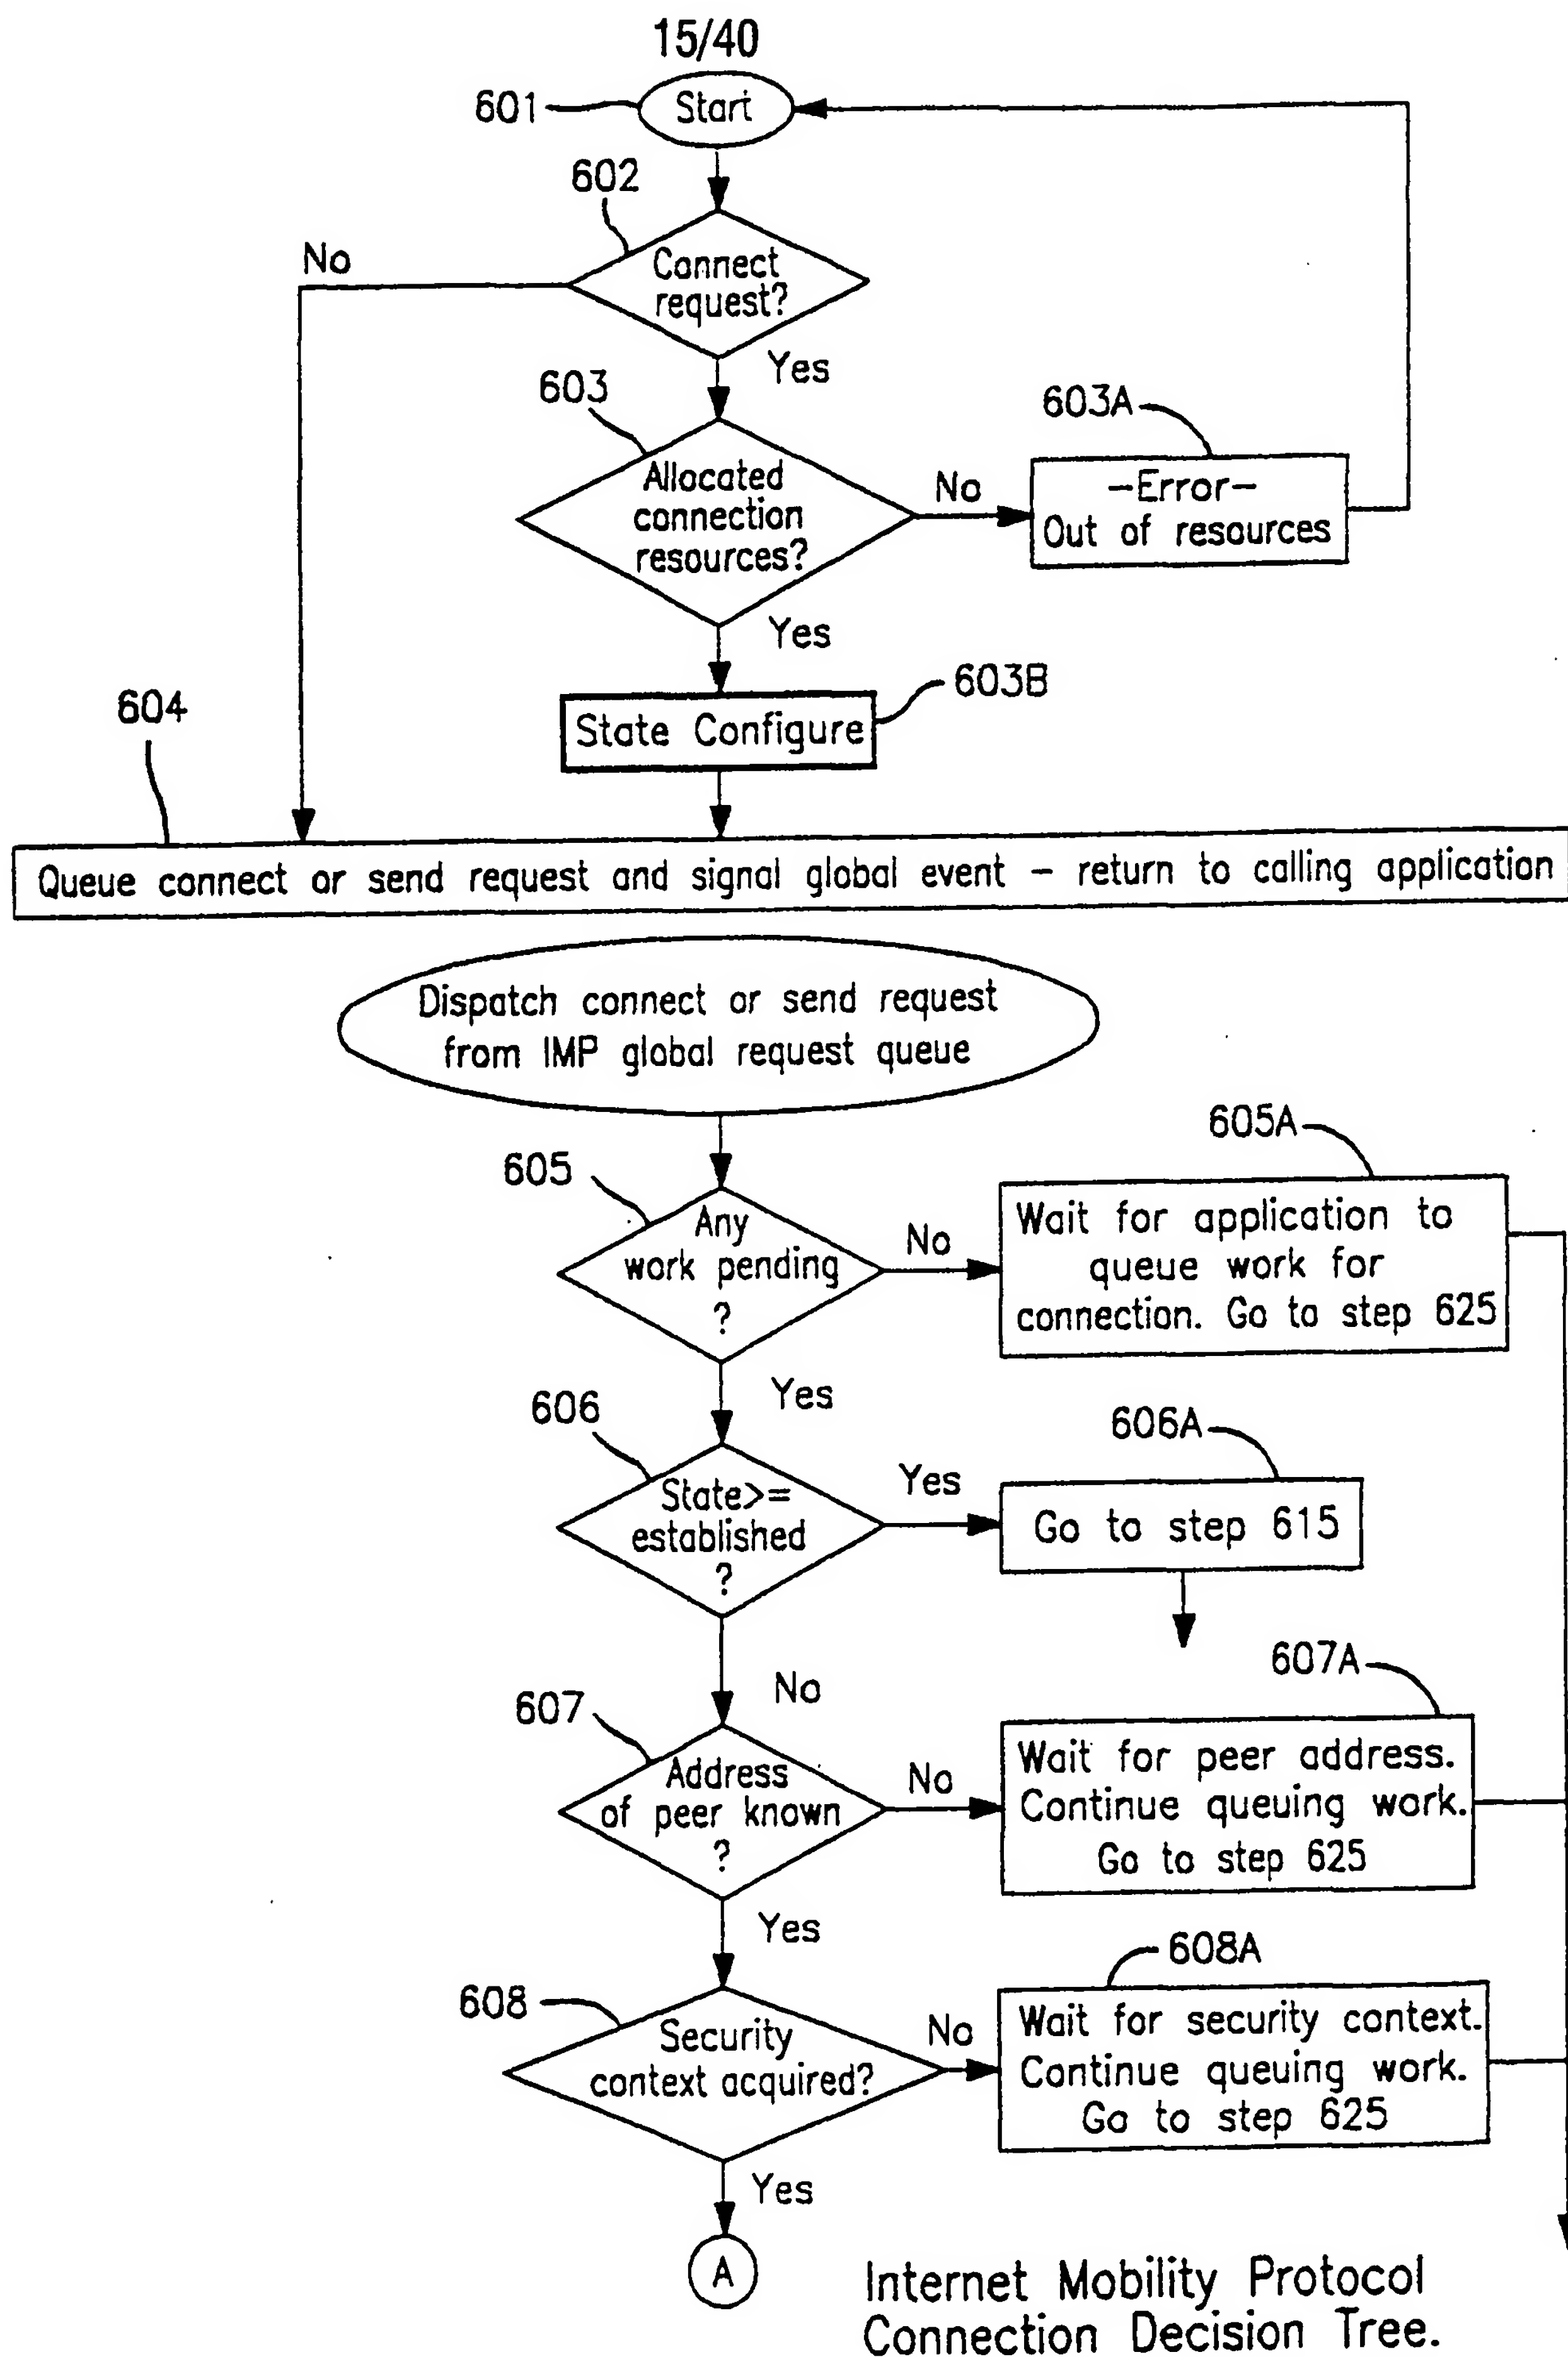 15/40
601
Start
602
No
Connect
request?
Yes
603
603A
Allocated
connection
resources?
No
-Error-
Out of resources
Yes
603B
State Configure
604
Queue connect or send request and signal global event - return to calling application
Dispatch connect or send request
from IMP global request queue
605A
605
Any
work pending
?
No
Wait for application to
queue work for
connection. Go to step 625
Yes
606
606A
State>=
established
?
Yes
Go to step 615
No
607A
607
Address
of peer known
?
No
Wait for peer address.
Continue queuing work.
Go to step 625
Yes
608A
608
Security
context acquired?
No
Wait for security context.
Continue queuing work.
Go to step 625
Yes
A
Internet Mobility Protocol
Connection Decision Tree.